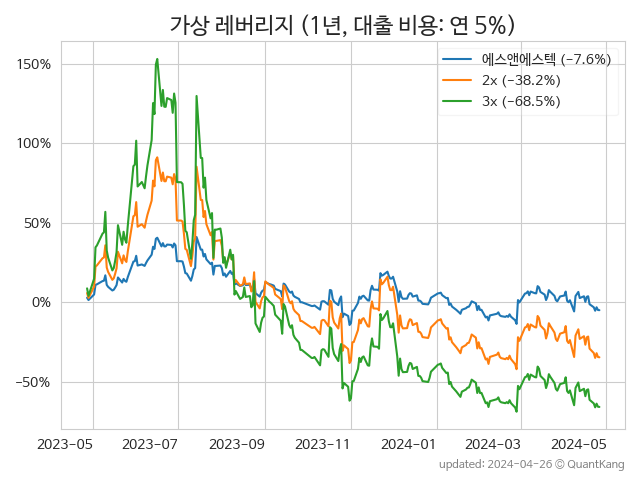 가상 레버리지 (1년, 대출 비용: 연 5%)
에스앤에스텍 (−7.6%)
2x (−38.2%)
3x (−68.5%)
150%
100%
50%
0%
−50%
2023-05 2023-07 2023-09 2023-11 2024-01 2024-03 2024-05
updated: 2024-04-26 © QuantKang